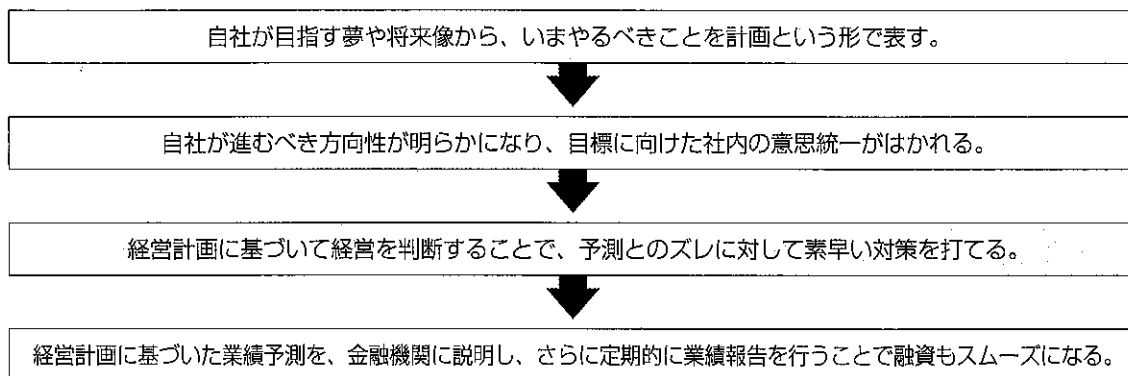 自社が目指す夢や将来像から、いまやるべきことを計画という形で表す。
自社が進むべき方向性が明らかになり、目標に向けた社内の意思統一がはかれる。
経営計画に基づいて経営を判断することで、予測とのズレに対して素早い対策を打てる。
経営計画に基づいた業績予測を、金融機関に説明し、さらに定期的に業績報告を行うことで融資もスムーズになる。